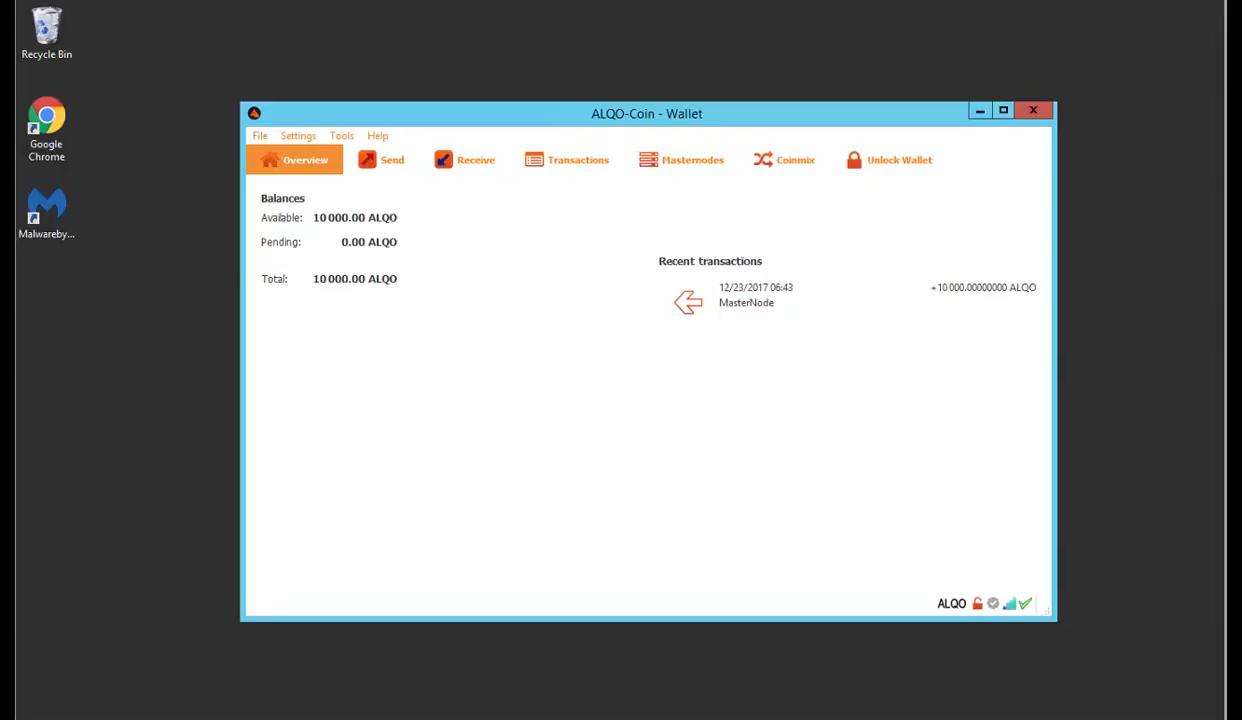 Recycle Bin
Google
Chrome
Malwareby...
ALQO-Coin - Wallet
File Settings Tools Help
Overview Send Receive Transactions Masternodes Coinmix Unlock Wallet
Balances
Available: 10 000.00 ALQO
Pending: 0.00 ALQO
Total: 10 000.00 ALQO
Recent transactions
12/23/2017 06:43 +10 000.00000000 ALQO
MasterNode
ALQO